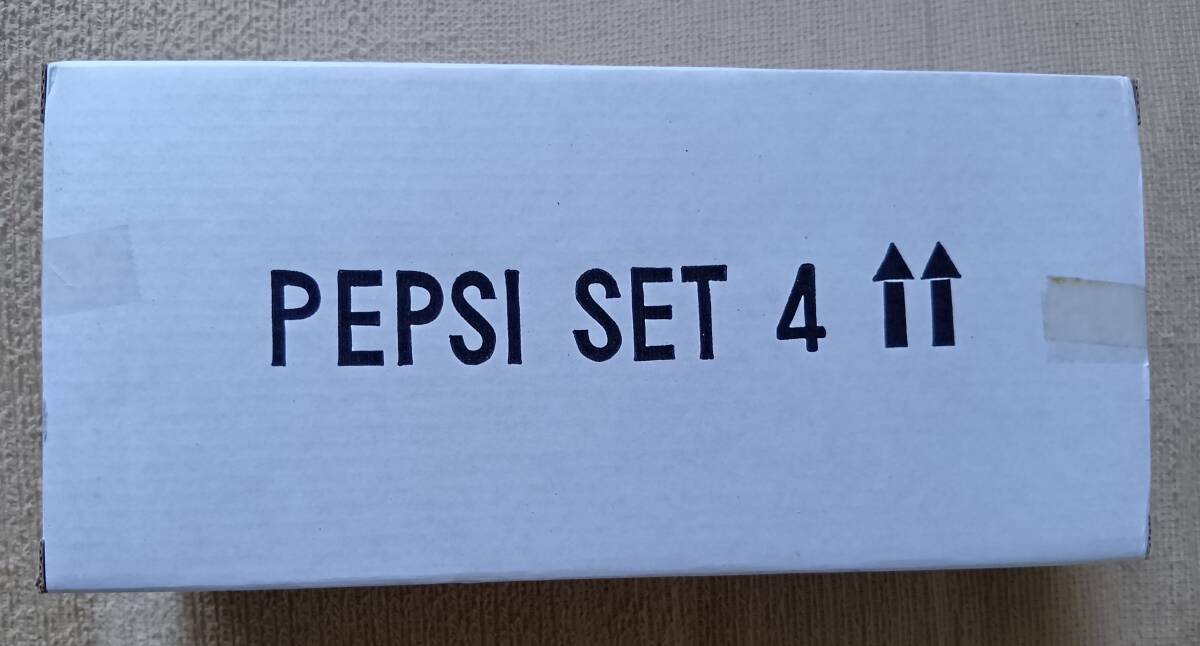 PEPSI SET 4 ⬆⬆